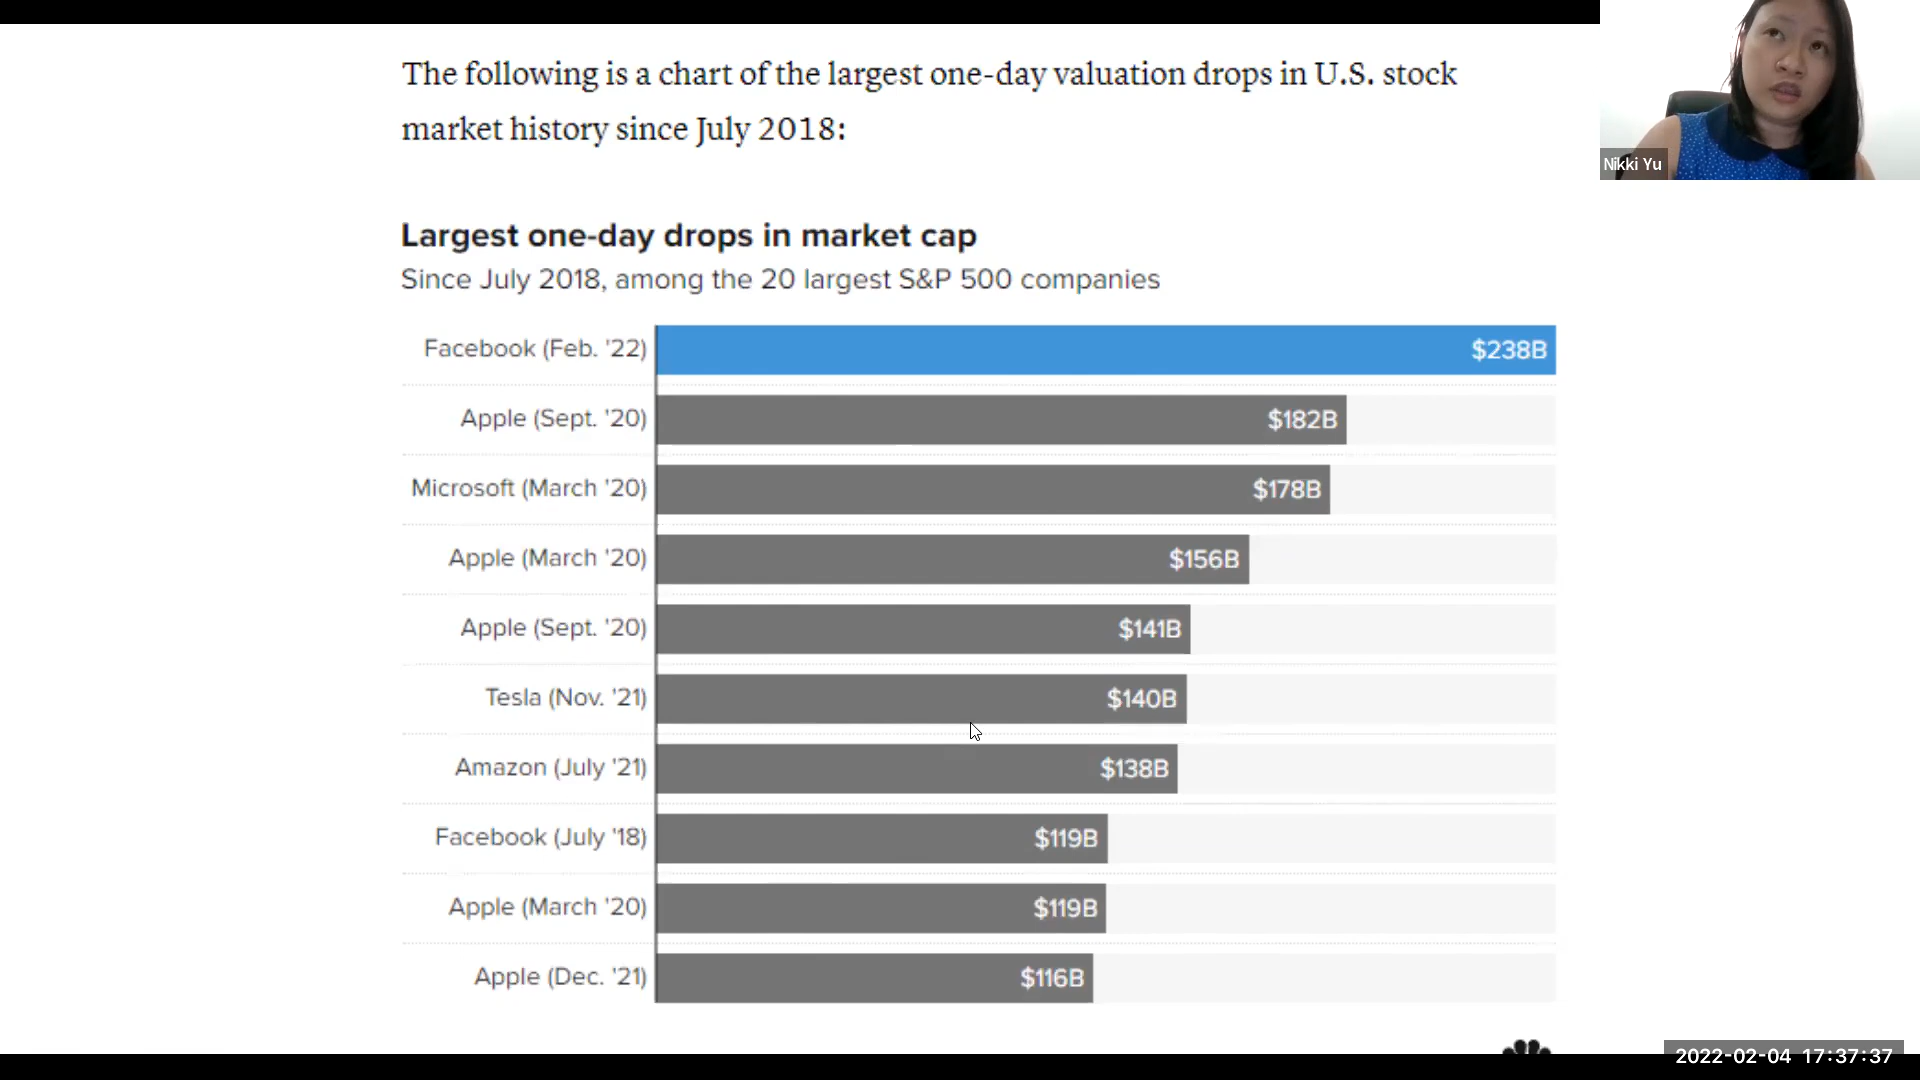 The following is a chart of the largest one-day valuation drops in U.S. stock
market history since July 2018:
Nikki Yu
Largest one-day drops in market cap
Since July 2018, among the 20 largest S&P 500 companies
Facebook (Feb. '22) $238B
Apple (Sept. '20) $182B
Microsoft (March '20) $178B
Apple (March '20) $156B
Apple (Sept. '20) $141B
Tesla (Nov. '21) $140B
Amazon (July '21) $138B
Facebook (July '18) $119B
Apple (March '20) $119B
Apple (Dec. '21) $116B
2022-02-04 17:37:37